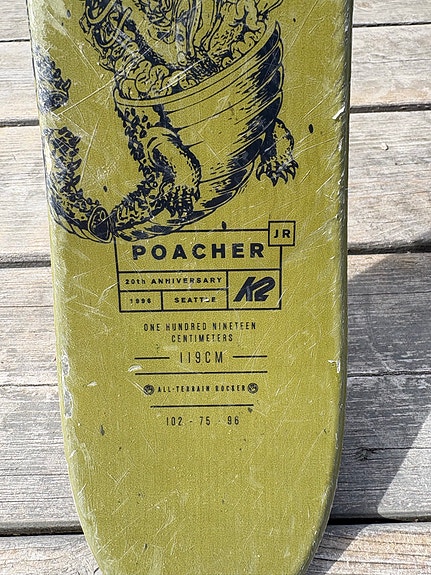 JR
POACHER
20th ANNIVERSARY
1996 SEATTLE K2
ONE HUNDRED NINETEEN
CENTIMETERS
119CM
ALL-TERRAIN ROCKER
102 - 75 - 96